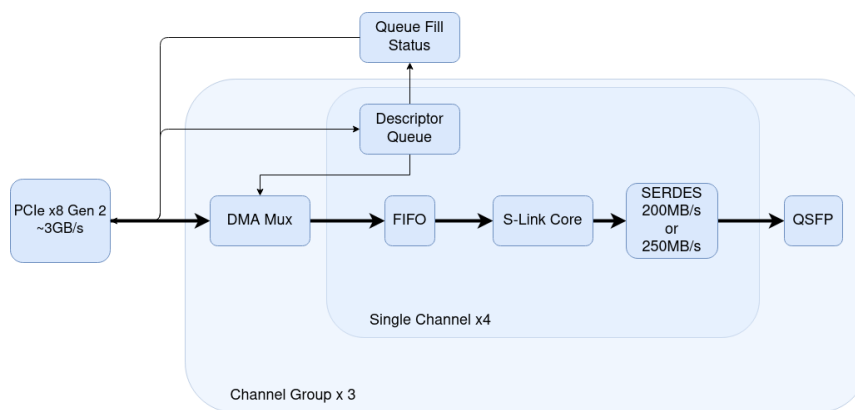 Queue Fill
Status
Descriptor
Queue
PCIe x8 Gen 2
~3GB/s
DMA Mux
FIFO
S-Link Core
SERDES
200MB/s
or
250MB/s
QSFP
Single Channel x4
Channel Group x 3